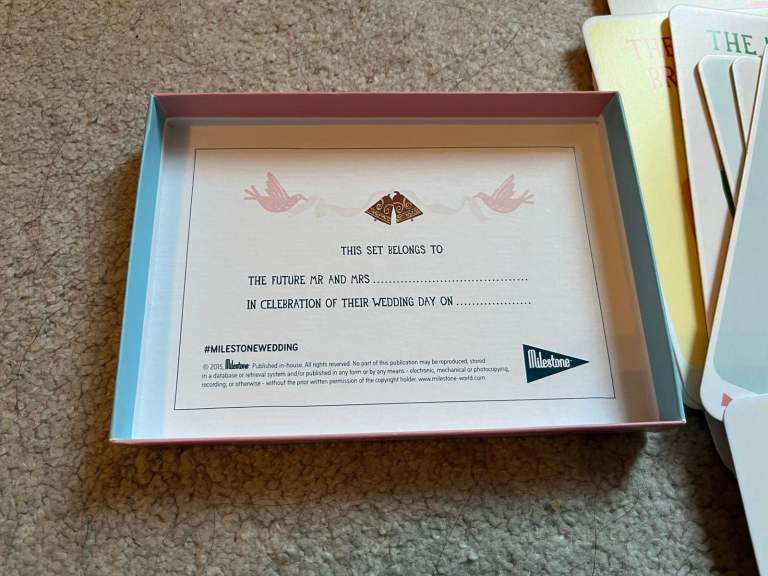 THE
BR
THE
THIS SET BELONGS TO
THE FUTURE MR AND MRS ........................................
IN CELEBRATION OF THEIR WEDDING DAY ON ..................
#MILESTONEWEDDING
© 2015, Milestone™ Published in-house. All rights reserved. No part of this publication may be reproduced, stored
in a database or retrieval system and/or published in any form or by any means - electronic, mechanical or photocopying,
recording, or otherwise - without the prior written permission of the copyright holder. www.milestone-world.com
Milestone™